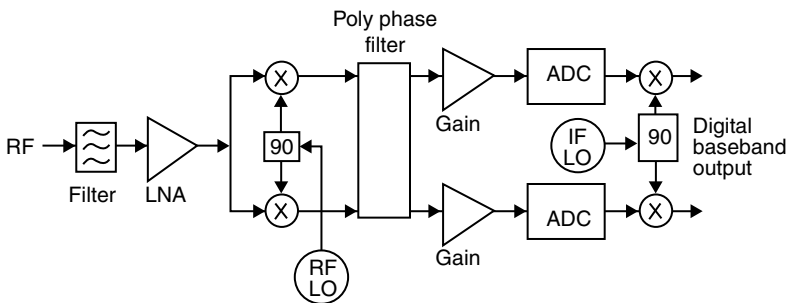 Poly phase
filter
RF
Filter
LNA
X
90
X
RF
LO
Gain
ADC
X
Gain
ADC
X
IF
LO
90
Digital
baseband
output